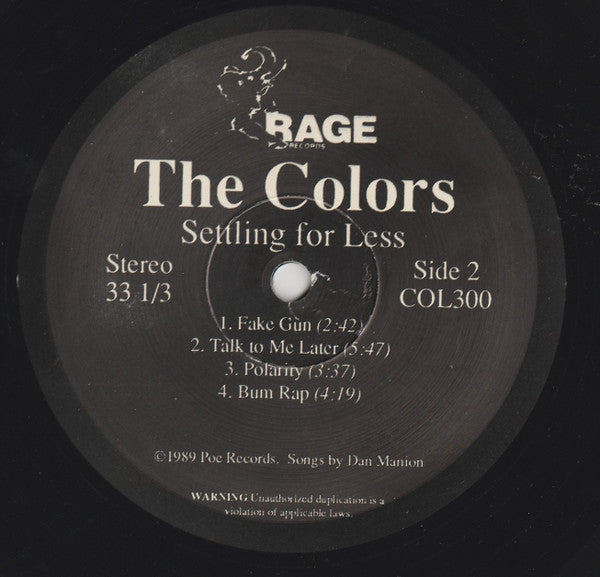 RAGE
RECORDS
The Colors
Settling for Less
Stereo
33 1/3
Side 2
COL300
1. Fake Gun (2:42)
2. Talk to Me Later (5:47)
3. Polarity (3:37)
4. Bum Rap (4:19)
©1989 Poe Records. Songs by Dan Manion
WARNING Unauthorized duplication is a
violation of applicable laws.